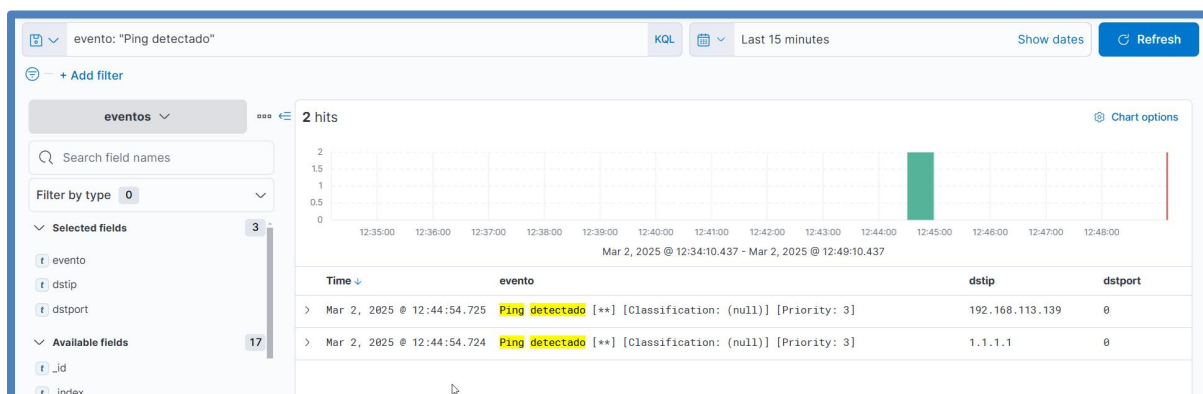 evento: "Ping detectado"
KQL
Last 15 minutes
Show dates
Refresh
+ Add filter
eventos
2 hits
Chart options
Search field names
Filter by type 0
Selected fields 3
t evento
t dstip
t dstport
Available fields 17
t _id
t _index
2
1.5
1
0.5
0
12:35:00 12:36:00 12:37:00 12:38:00 12:39:00 12:40:00 12:41:00 12:42:00 12:43:00 12:44:00 12:45:00 12:46:00 12:47:00 12:48:00
Mar 2, 2025 @ 12:34:10.437 - Mar 2, 2025 @ 12:49:10.437
Time evento dstip dstport
Mar 2, 2025 @ 12:44:54.725 Ping detectado [**] [Classification: (null)] [Priority: 3] 192.168.113.139 0
Mar 2, 2025 @ 12:44:54.724 Ping detectado [**] [Classification: (null)] [Priority: 3] 1.1.1.1 0